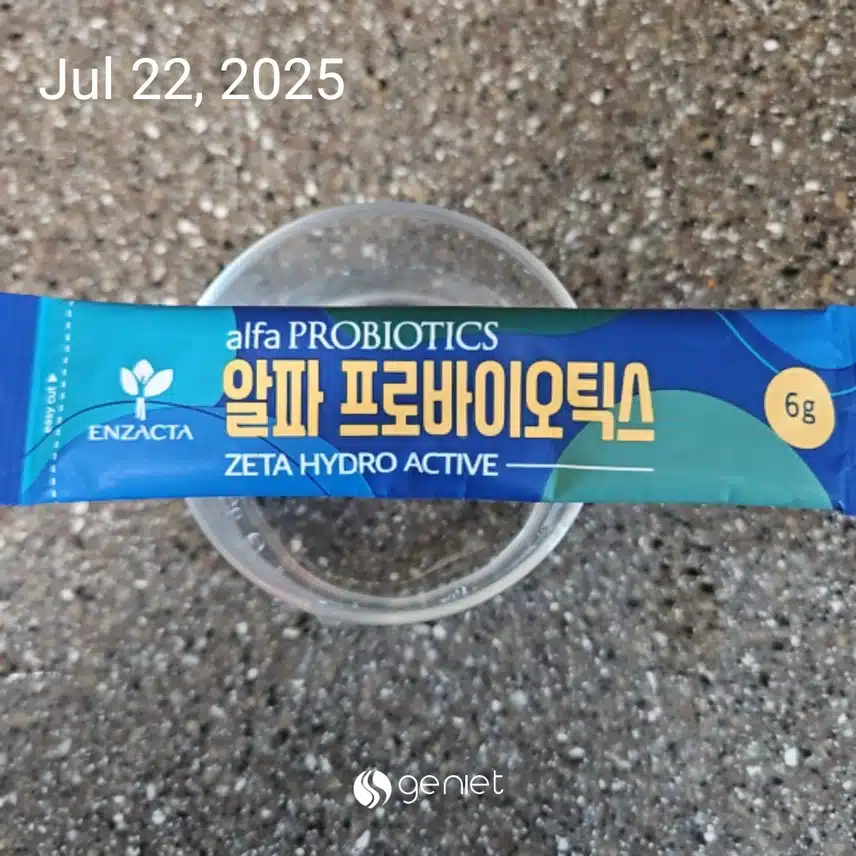 Jul 22, 2025
alfa PROBIOTICS
알파 프로바이오틱스
ZETA HYDRO ACTIVE
ENZACTA
easy cut
6g
geniet